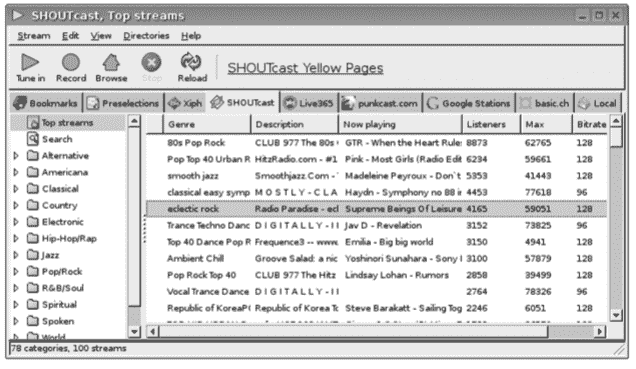 SHOUTcast, Top streams
Stream Edit View Directories Help
Tune in Record Browse Stop Reload SHOUTcast Yellow Pages
Bookmarks Preselections Xiph SHOUTcast Live365 punkcast.com Google Stations basic.ch Local
Top streams
Search
Alternative
Americana
Classical
Country
Electronic
Hip-Hop/Rap
Jazz
Pop/Rock
R&B/Soul
Spiritual
Spoken
World
Genre Description Now playing Listeners Max Bitrate
80s Pop Rock CLUB 977 The 80s GTR - When the Heart Rule: 8873 62765 128
Pop Top 40 Urban R HitzRadio.com - #1 Pink - Most Girls (Radio Edit 6234 59661 128
smooth jazz Smoothjazz.Com - Madeleine Peyroux - Don't 5353 41443 128
classical easy symp M O S T L Y - C L A Haydn - Symphony no 88 i 4453 77618 96
eclectic rock Radio Paradise - ecl Supreme Beings Of Leisure 4165 59051 128
Trance Techno Danc D I G I T A L L Y - I Jav D - Revelation 3152 73825 96
Top 40 Dance Pop R Frequence3 -- www. Emilia - Big big world 3150 4941 128
Ambient Chill Groove Salad: a nic Yoshinori Sunahara - Sony 3100 57879 128
Pop Rock Top 40 CLUB 977 The Hitz Lindsay Lohan - Rumors 2858 39499 128
Vocal Trance Dance D I G I T A L L Y - I 2764 78326 96
Republic of KoreaP Republic of Korea Tc Steve Barakatt - Sailing Tog 2246 6051 128
78 categories, 100 streams